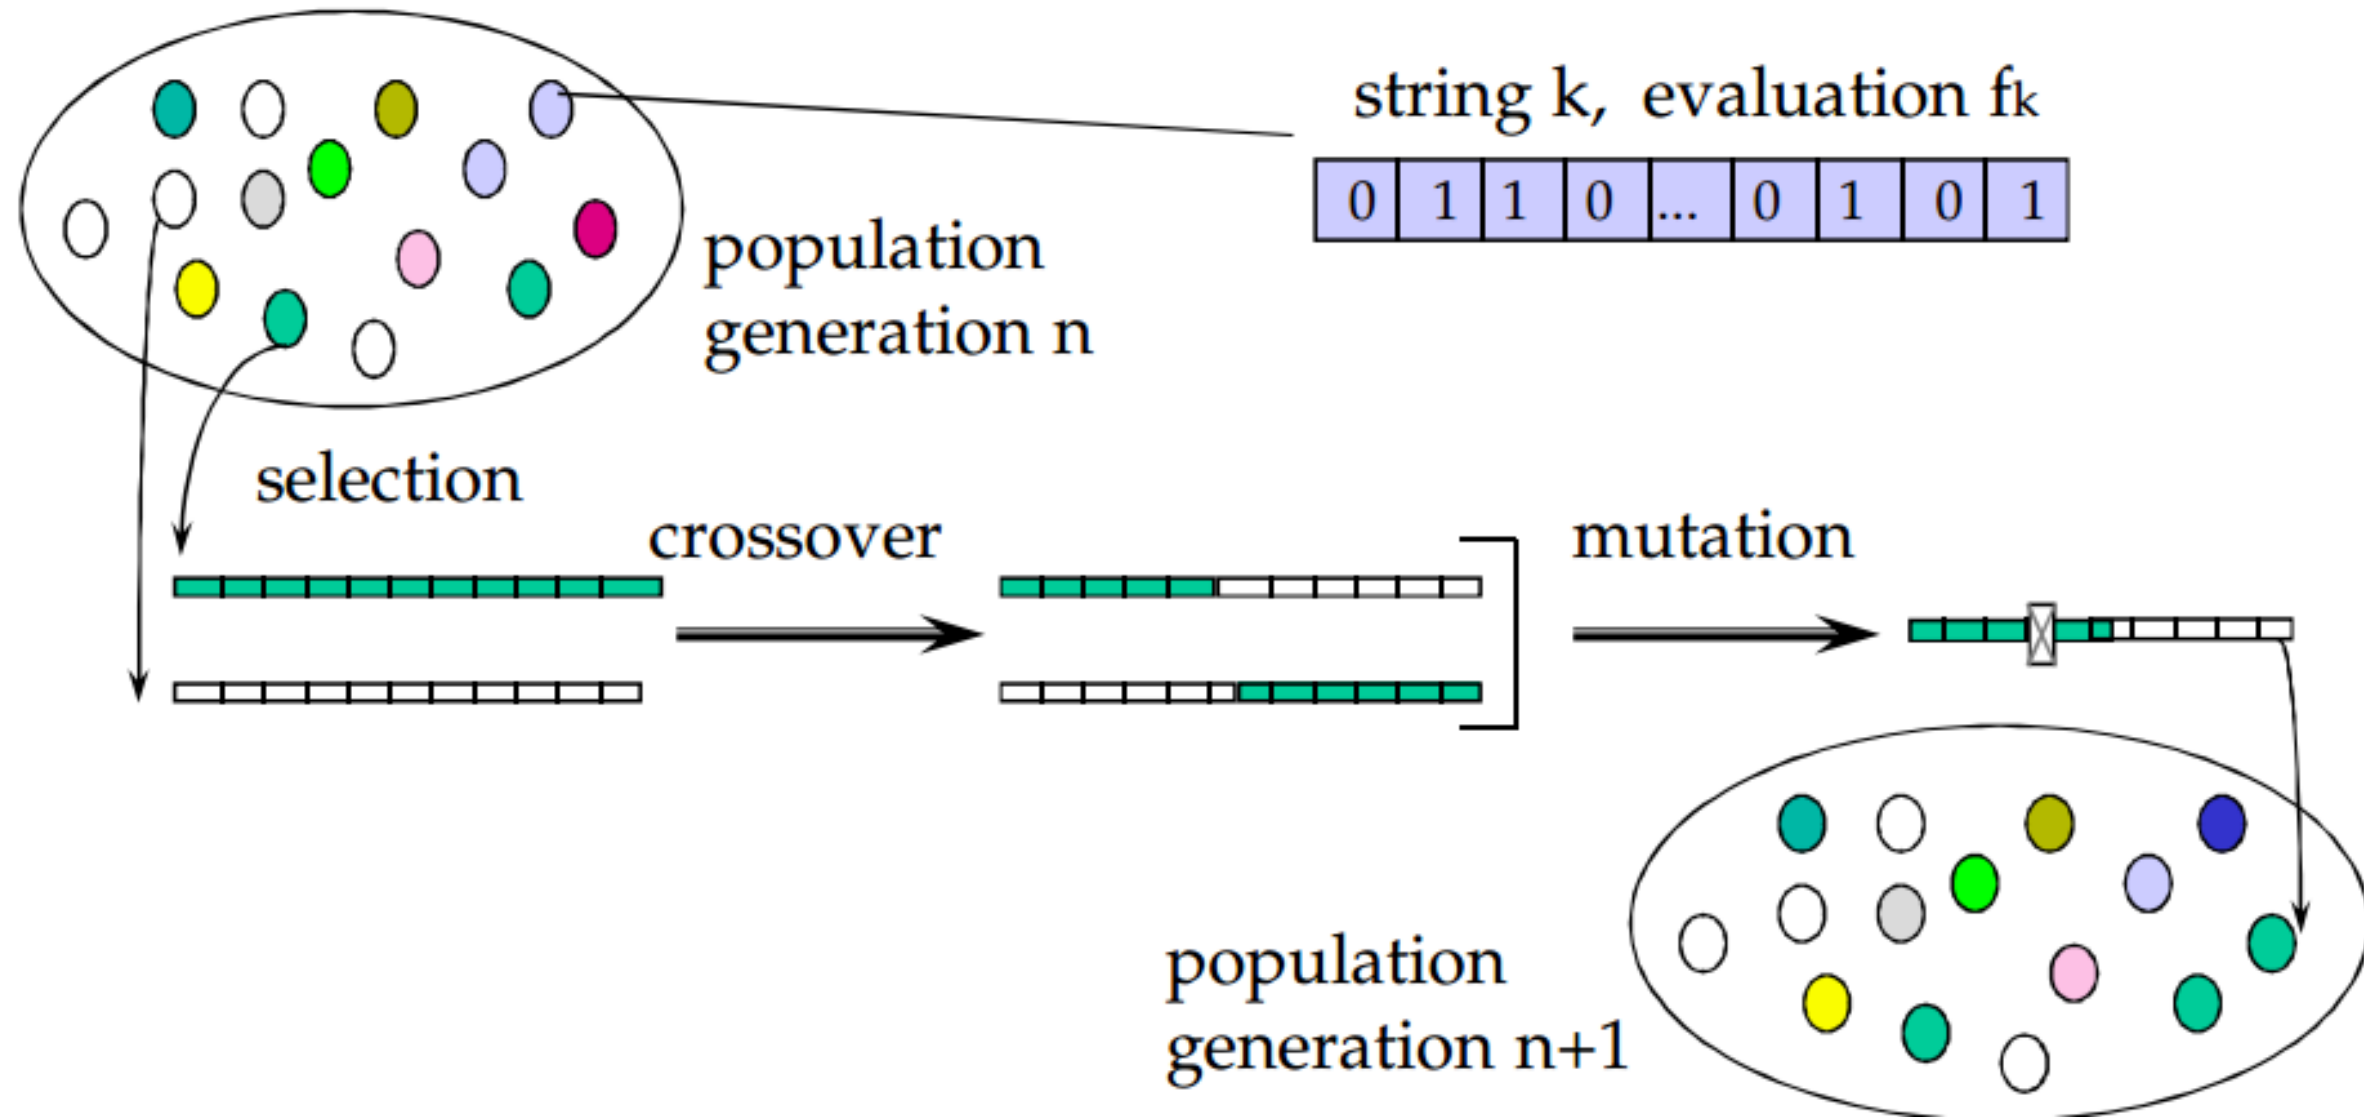 string k, evaluation fk
0 1 1 0 ... 0 1 0 1
population
generation n
selection
crossover
mutation
population
generation n+1